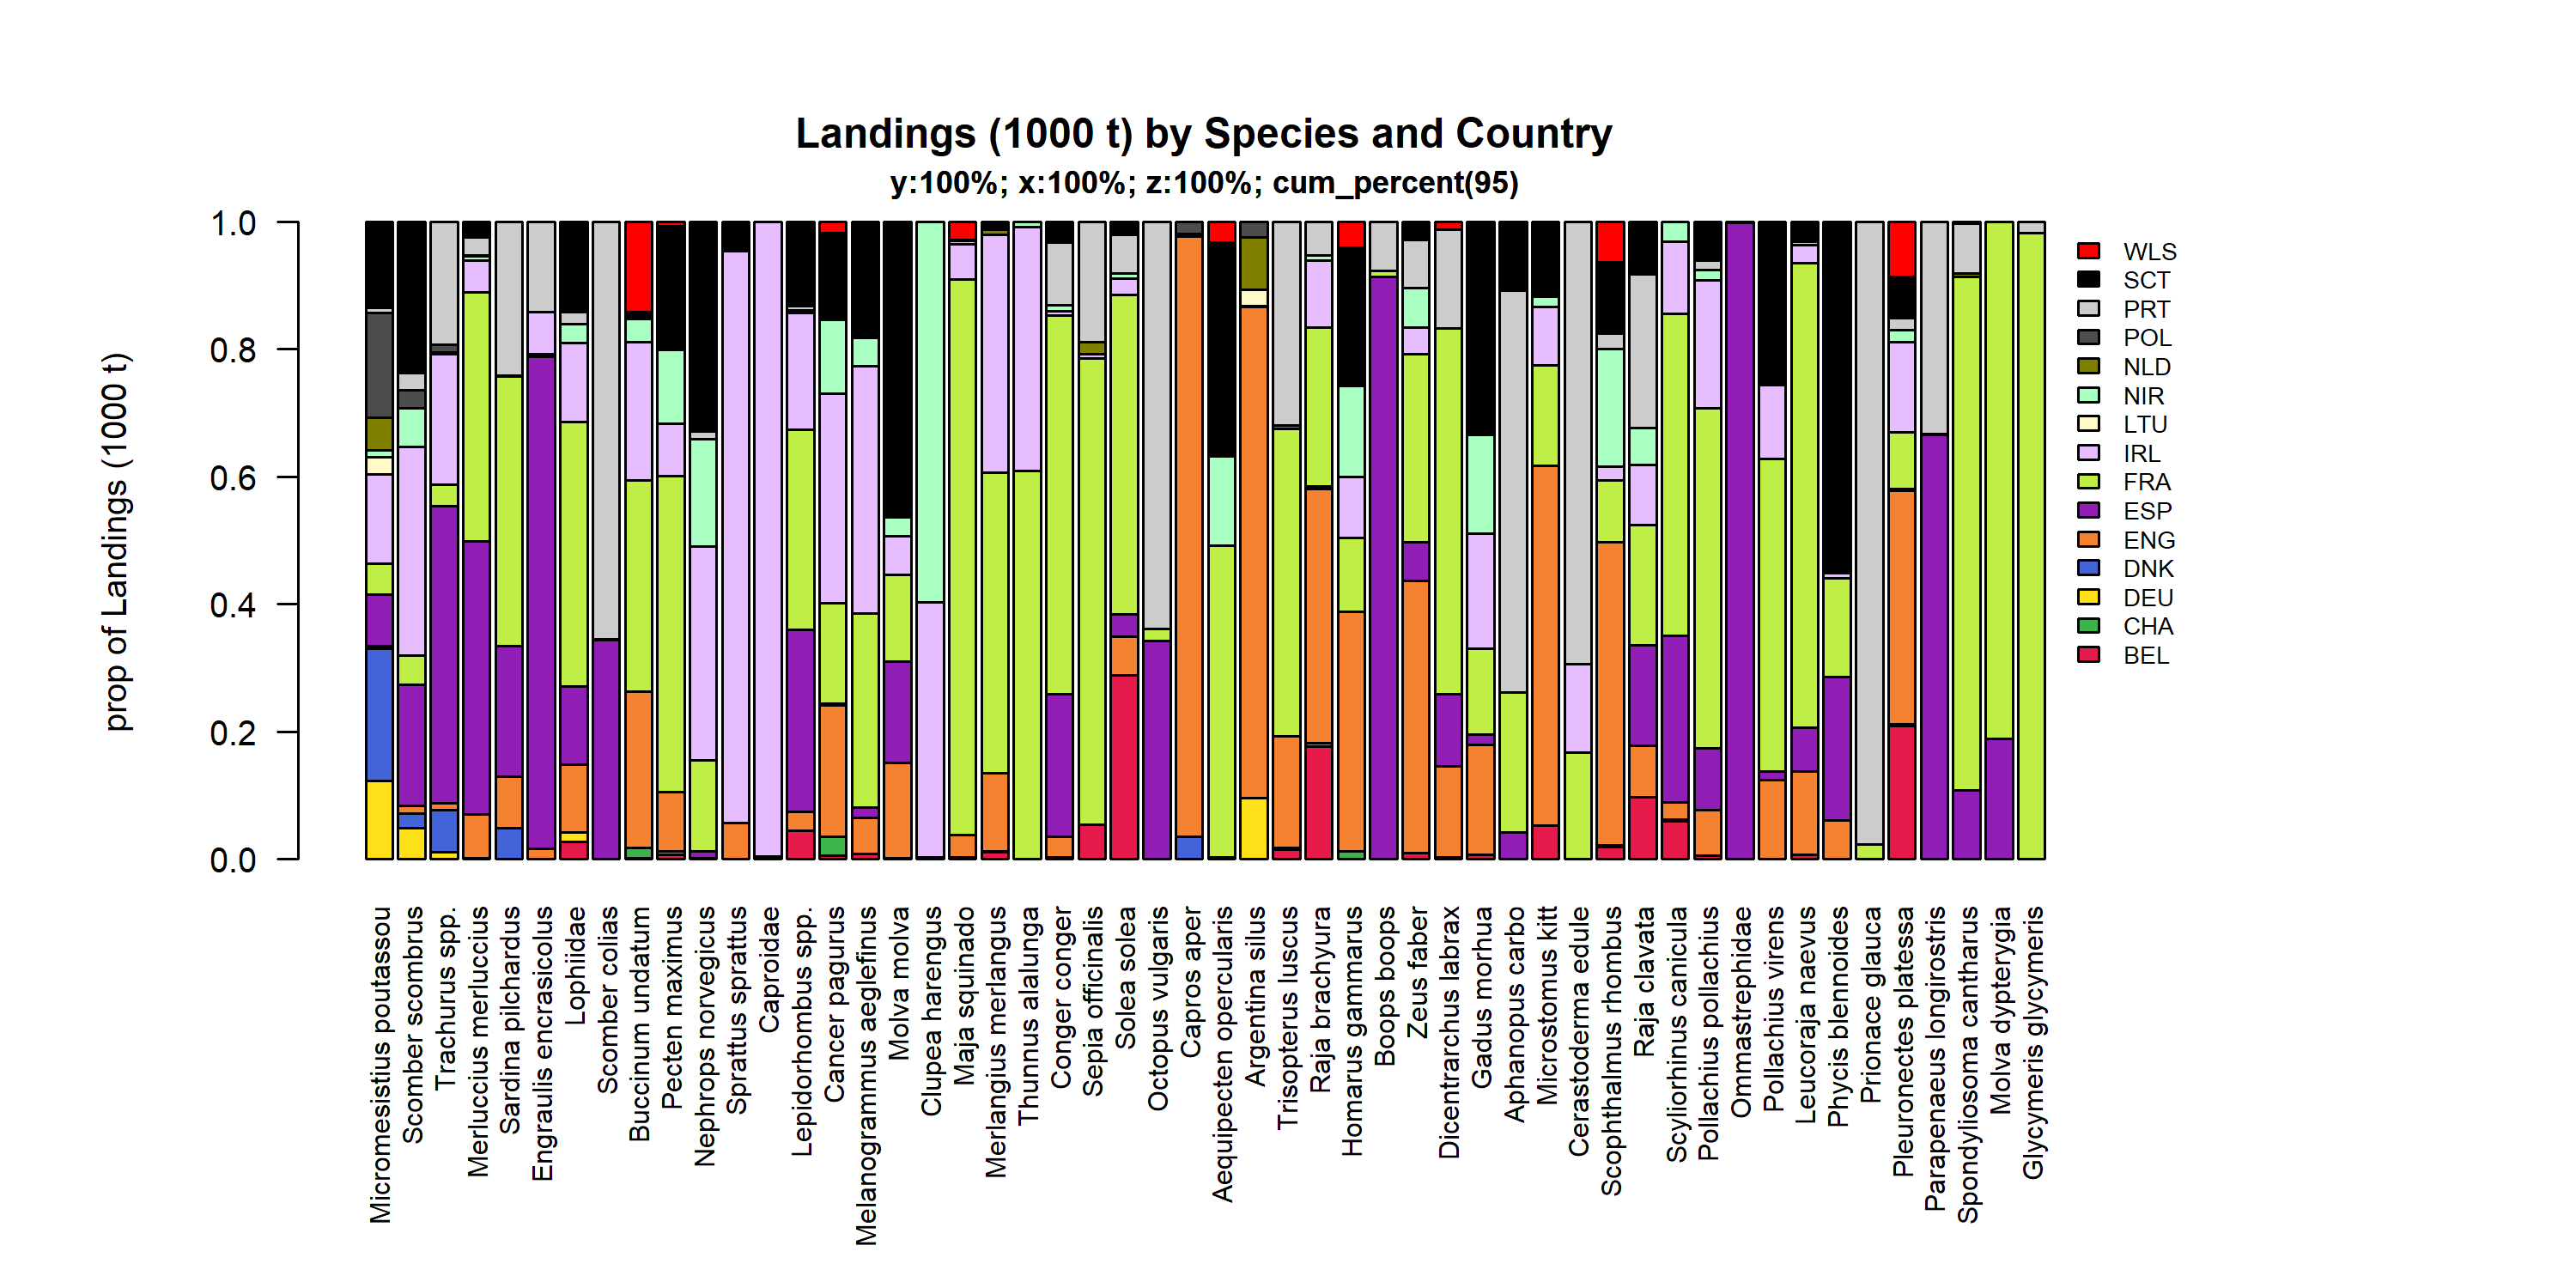 Landings (1000 t) by Species and Country
y:100%; x:100%; z:100%; cum_percent(95)
prop of Landings (1000 t)
1.0
0.8
0.6
0.4
0.2
0.0
WLS
SCT
PRT
POL
NLD
NIR
LTU
IRL
FRA
ESP
ENG
DNK
DEU
CHA
BEL
Micromesistius poutassou
Scomber scombrus
Trachurus spp.
Merluccius merluccius
Sardina pilchardus
Engraulis encrasicolus
Lophiidae
Scomber colias
Buccinum undatum
Pecten maximus
Nephrops norvegicus
Sprattus sprattus
Caproidae
Lepidorhombus spp.
Cancer pagurus
Melanogrammus aeglefinus
Molva molva
Clupea harengus
Maja squinado
Merlangius merlangus
Thunnus alalunga
Conger conger
Sepia officinalis
Solea solea
Octopus vulgaris
Capros aper
Aequipecten opercularis
Argentina silus
Trisopterus luscus
Raja brachyura
Homarus gammarus
Boops boops
Zeus faber
Dicentrarchus labrax
Gadus morhua
Aphanopus carbo
Microstomus kitt
Cerastoderma edule
Scophthalmus rhombus
Raja clavata
Scyliorhinus canicula
Pollachius pollachius
Ommastrephidae
Pollachius virens
Leucoraja naevus
Phycis blennoides
Prionace glauca
Pleuronectes platessa
Parapenaeus longirostris
Spondyliosoma cantharus
Molva dypterygia
Glycymeris glycymeris